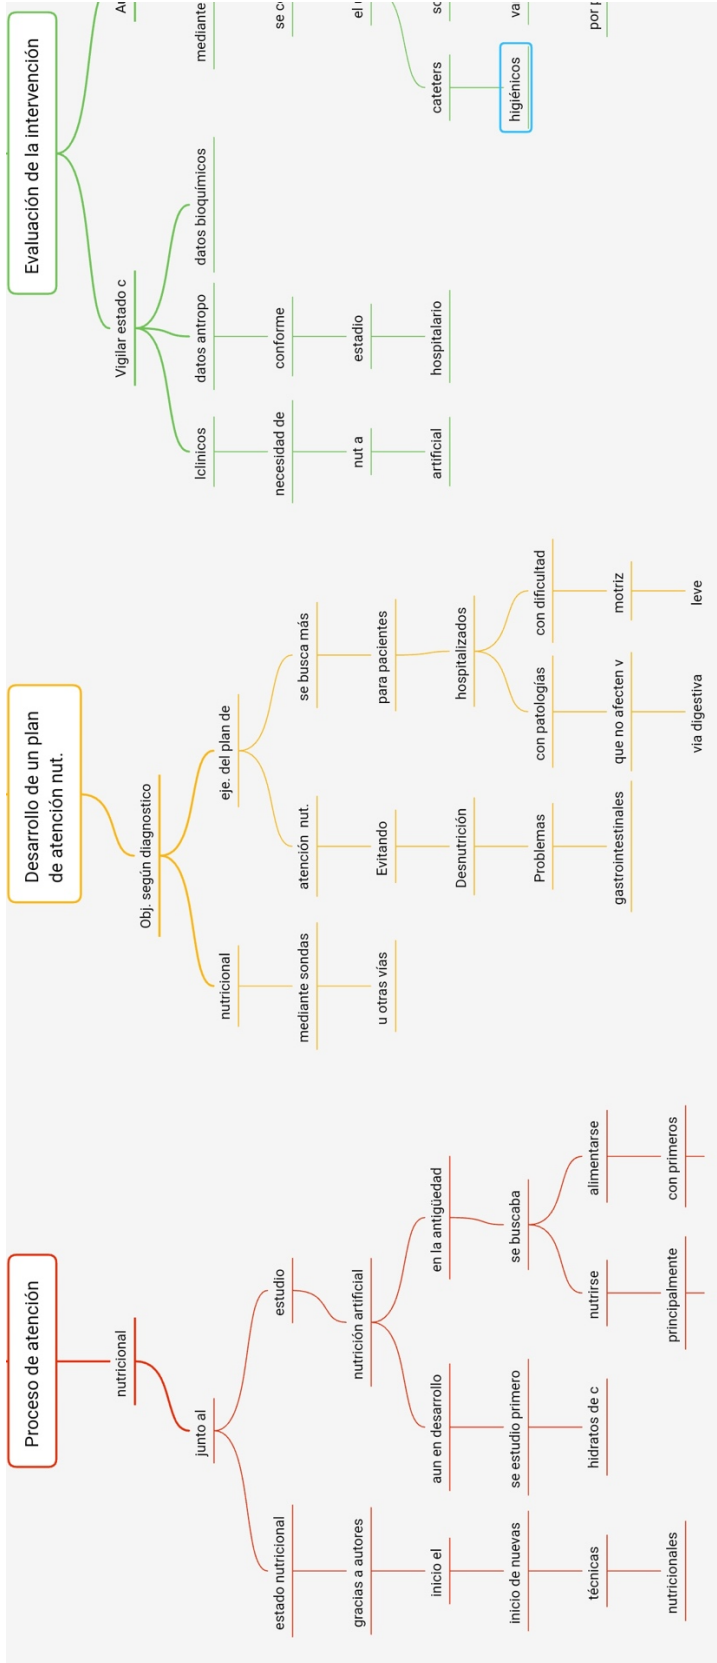 Proceso de atención
nutricional
junto al
estado nutricional
gracias a autores
inicio el
inicio de nuevas
técnicas
nutricionales
estudio
nutrición artificial
aun en desarrollo
se estudio primero
hidratos de c
en la antigüedad
se buscaba
nutrirse
principalmente
alimentarse
con primeros
Desarrollo de un plan
de atención nut.
Obj. según diagnostico
nutricional
mediante sondas
u otras vías
eje. del plan de
atención nut.
Evitando
Desnutrición
Problemas
gastrointestinales
se busca más
para pacientes
hospitalizados
con patologías
que no afecten v
via digestiva
con dificultad
motriz
leve
Evaluación de la intervención
Vigilar estado c
lclinicos
necesidad de
nut a
artificial
datos antropo
conforme
estadio
hospitalario
datos bioquímicos
mediante
cateters
higiénicos